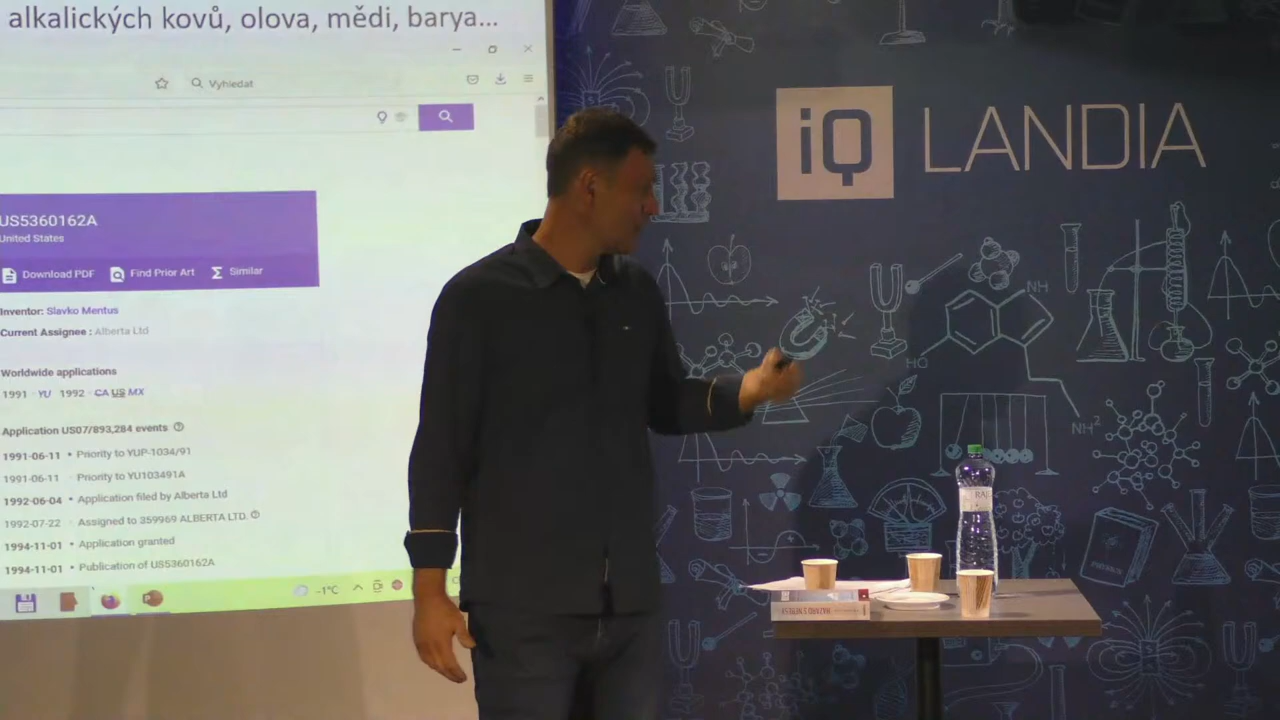 alkalických kovů, olova, mědi, barya...
Vyhledat
US5360162A
United States
Download PDF Find Prior Art Similar
Inventor: Slavko Mentus
Current Assignee : Alberta Ltd
Worldwide applications
1991 YU 1992 CA US MX
Application US07/893,284 events
1991-06-11 • Priority to YUP-1034/91
1991-06-11 Priority to YU103491A
1992-06-04 • Application filed by Alberta Ltd
1992-07-22 Assigned to 359969 ALBERTA LTD.
1994-11-01 • Application granted
1994-11-01 • Publication of US5360162A
-1°C
iQ LANDIA
NH
HO
NH2
RAJ